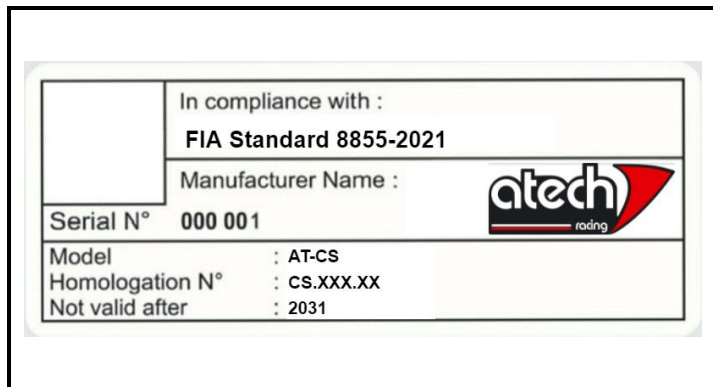 In compliance with :
FIA Standard 8855-2021
Manufacturer Name :
atech
racing
Serial N° 000 001
Model : AT-CS
Homologation N° : CS.XXX.XX
Not valid after : 2031